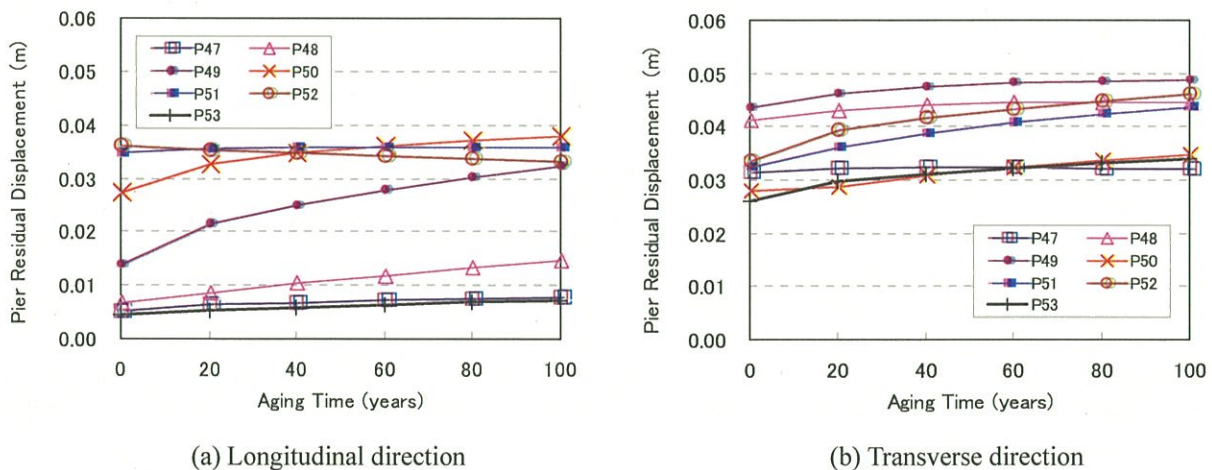 Pier Residual Displacement (m)
0.06
0.05
0.04
0.03
0.02
0.01
0.00
P47 P48
P49 P50
P51 P52
P53
0 20 40 60 80 100
Aging Time (years)
(a) Longitudinal direction
Pier Residual Displacement (m)
0.06
0.05
0.04
0.03
0.02
0.01
0.00
P47 P48
P49 P50
P51 P52
P53
0 20 40 60 80 100
Aging Time (years)
(b) Transverse direction